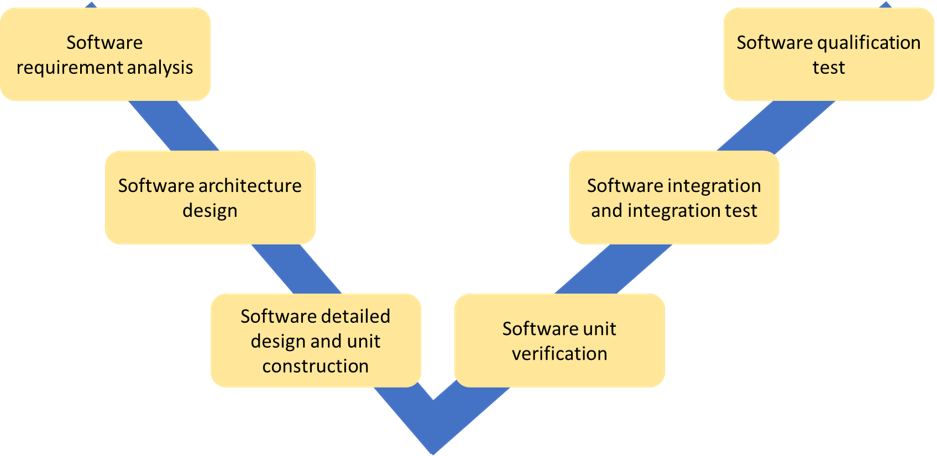 Software
requirement analysis
Software qualification
test
Software architecture
design
Software integration
and integration test
Software detailed
design and unit
construction
Software unit
verification